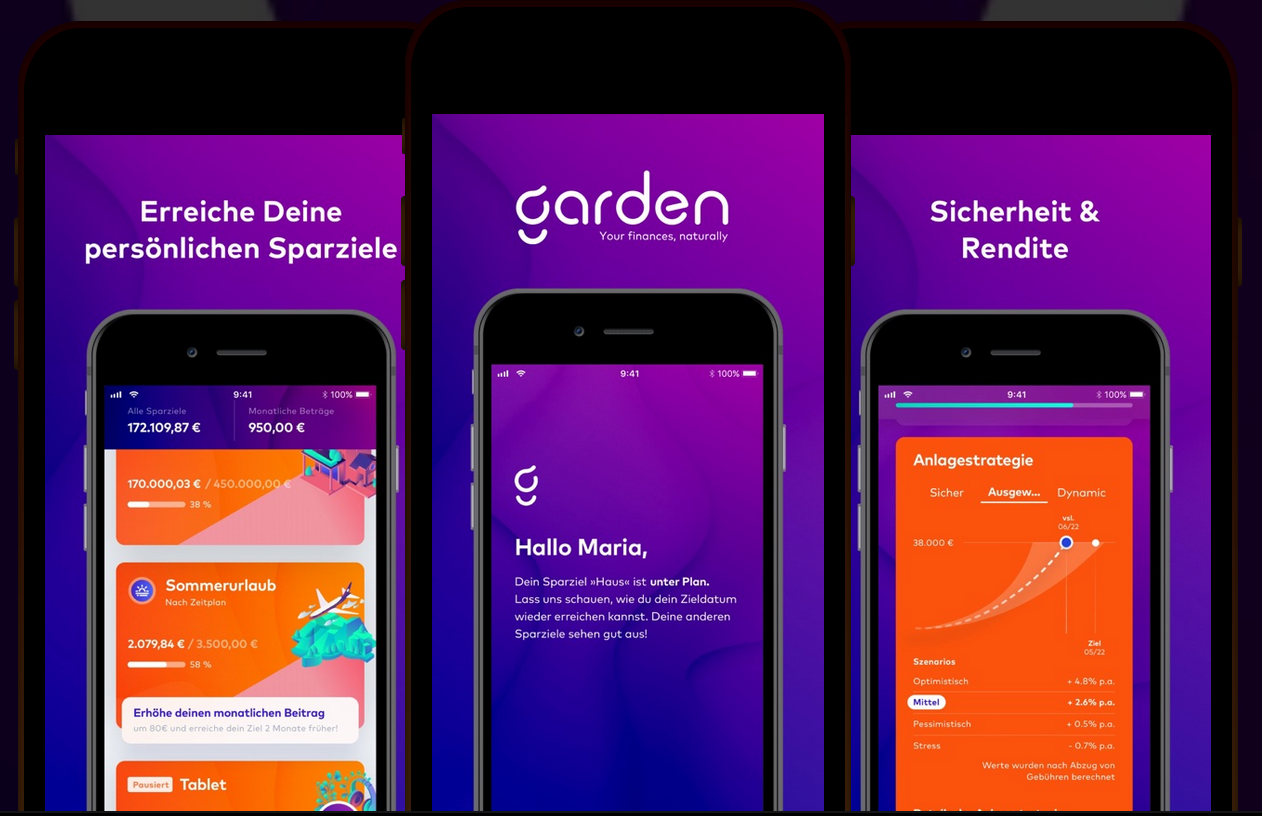 Erreiche Deine
persönlichen Sparziele
9:41
100%
Alle Sparziele
Monatliche Beträge
172.109,87 €
950,00 €
170.000,03 € / 450.000,00 €
38 %
Sommerurlaub
Nach Zeitplan
2.079,84 € / 3.500,00 €
58 %
Erhöhe deinen monatlichen Beitrag
um 80€ und erreiche dein Ziel 2 Monate früher!
Pausiert Tablet
garden
Your finances, naturally
9:41
100%
g
Hallo Maria,
Dein Sparziel »Haus« ist unter Plan.
Lass uns schauen, wie du dein Zieldatum
wieder erreichen kannst. Deine anderen
Sparziele sehen gut aus!
Sicherheit &
Rendite
9:41
100%
Anlagestrategie
Sicher Ausgew... Dynamic
vsl.
06/22
38.000 €
Ziel
05/22
Szenarios
Optimistisch + 4.8% p.a.
Mittel + 2.6% p.a.
Pessimistisch + 0.5% p.a.
Stress - 0.7% p.a.
Werte wurden nach Abzug von
Gebühren berechnet